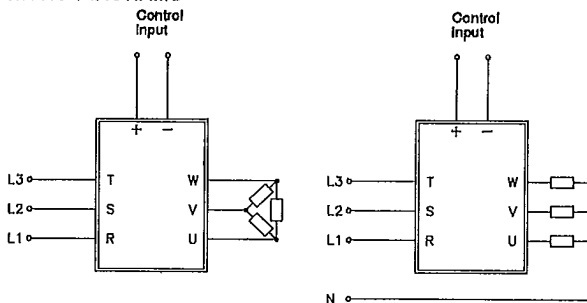 Control
Input
+ -
L3 T W
L2 S V
L1 R U
Control
Input
+ -
L3 T W
L2 S V
L1 R U
N